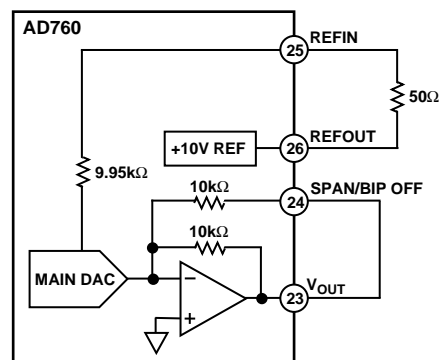 AD760
25
REFIN
50Ω
+10V REF
26
REFOUT
9.95kΩ
10kΩ
24
SPAN/BIP OFF
10kΩ
MAIN DAC
–
+
23
VOUT